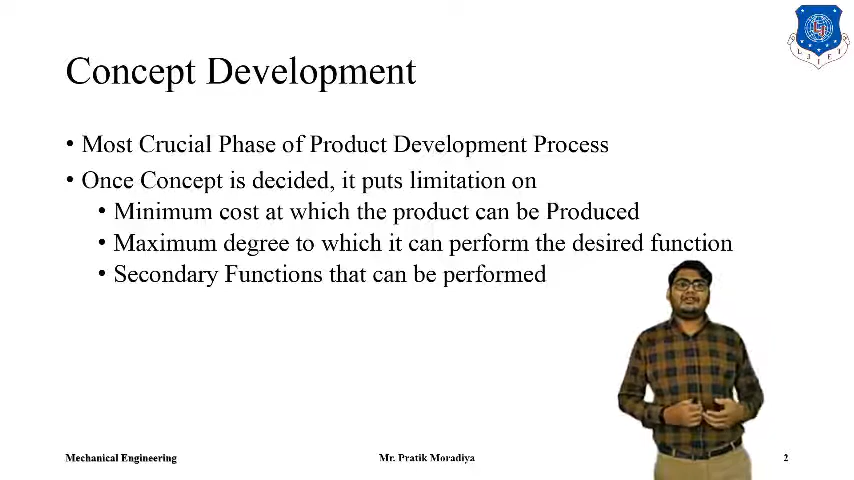 Concept Development
• Most Crucial Phase of Product Development Process
• Once Concept is decided, it puts limitation on
• Minimum cost at which the product can be Produced
• Maximum degree to which it can perform the desired function
• Secondary Functions that can be performed
Mechanical Engineering
Mr. Pratik Moradiya
2